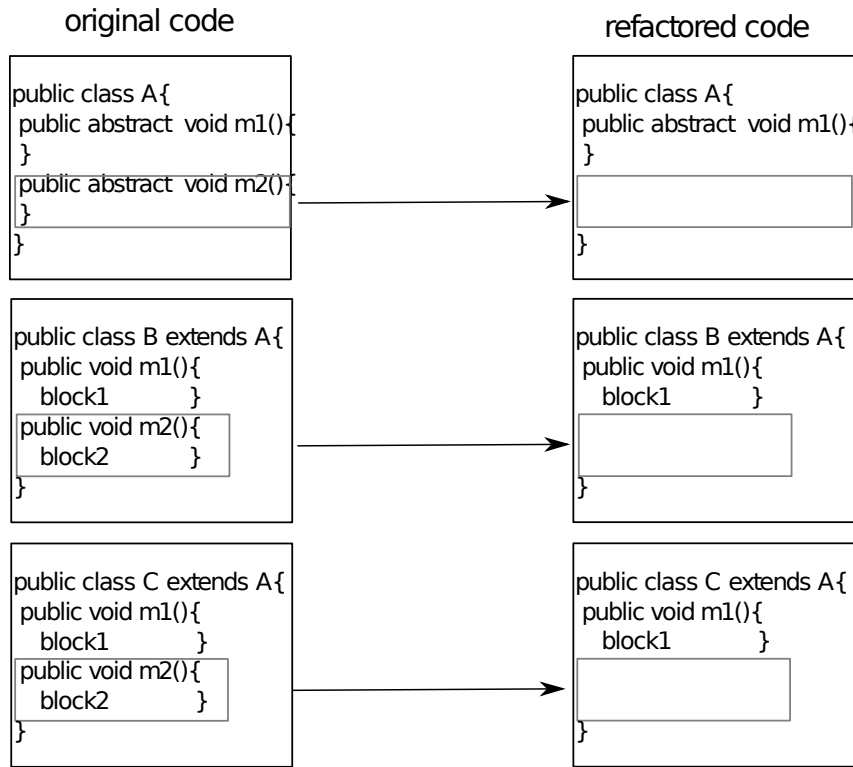 original code
refactored code
public class A{
public abstract  void m1(){
}
public abstract  void m2(){
}
}
public class A{
public abstract  void m1(){
}
}
public class B extends A{
public void m1(){
block1 }
public void m2(){
block2 }
}
public class B extends A{
public void m1(){
block1 }
}
public class C extends A{
public void m1(){
block1 }
public void m2(){
block2 }
}
public class C extends A{
public void m1(){
block1 }
}